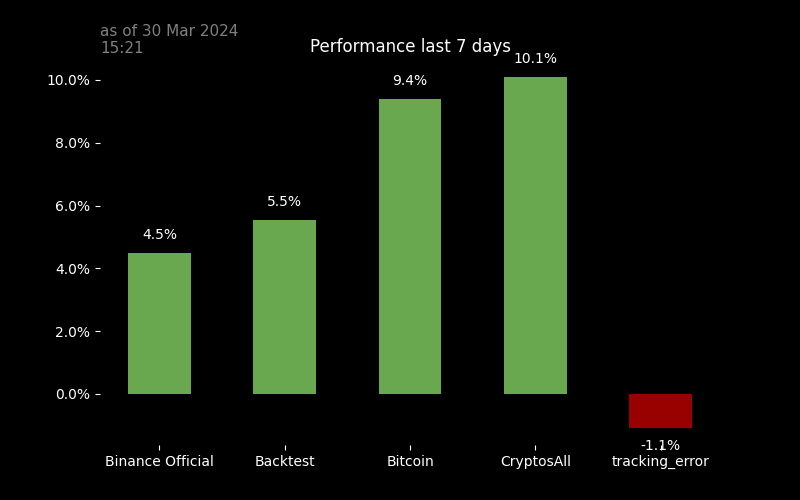 as of 30 Mar 2024
15:21
Performance last 7 days
10.0%
8.0%
6.0%
4.0%
2.0%
0.0%
4.5%
5.5%
9.4%
10.1%
-1.1%
Binance Official
Backtest
Bitcoin
CryptosAll
tracking_error